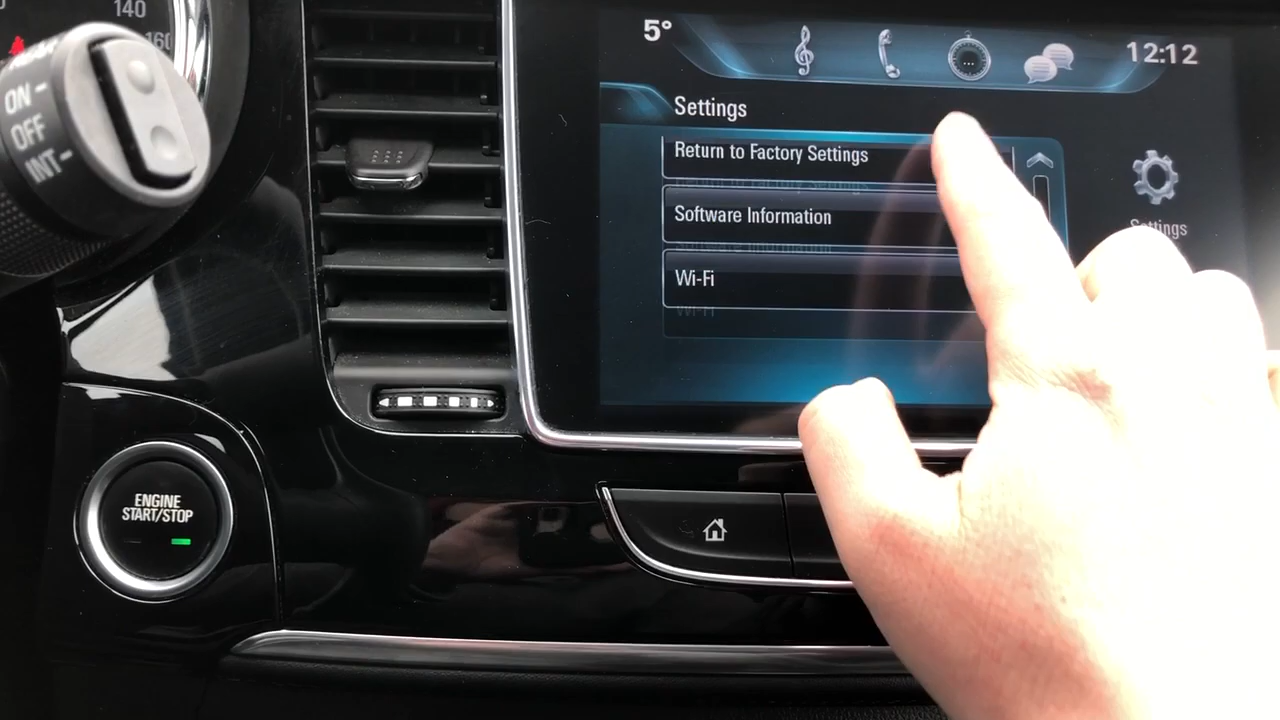 140
160
ON
OFF
INT
5°
12:12
Settings
Return to Factory Settings
Software Information
Wi-Fi
Settings
ENGINE
START/STOP